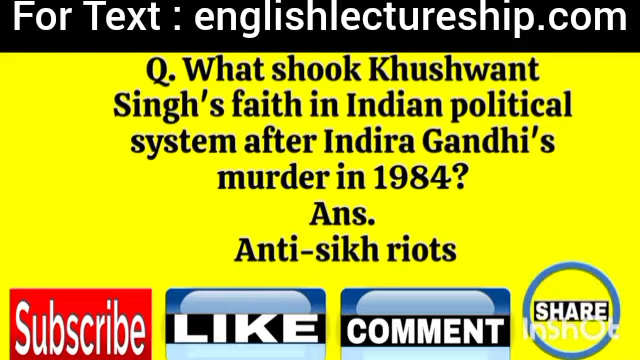 For Text : englishlectureship.com
Q. What shook Khushwant
Singh's faith in Indian political
system after Indira Gandhi's
murder in 1984?
Ans.
Anti-sikh riots
Subscribe
LIKE
COMMENT
SHARE
InShOt